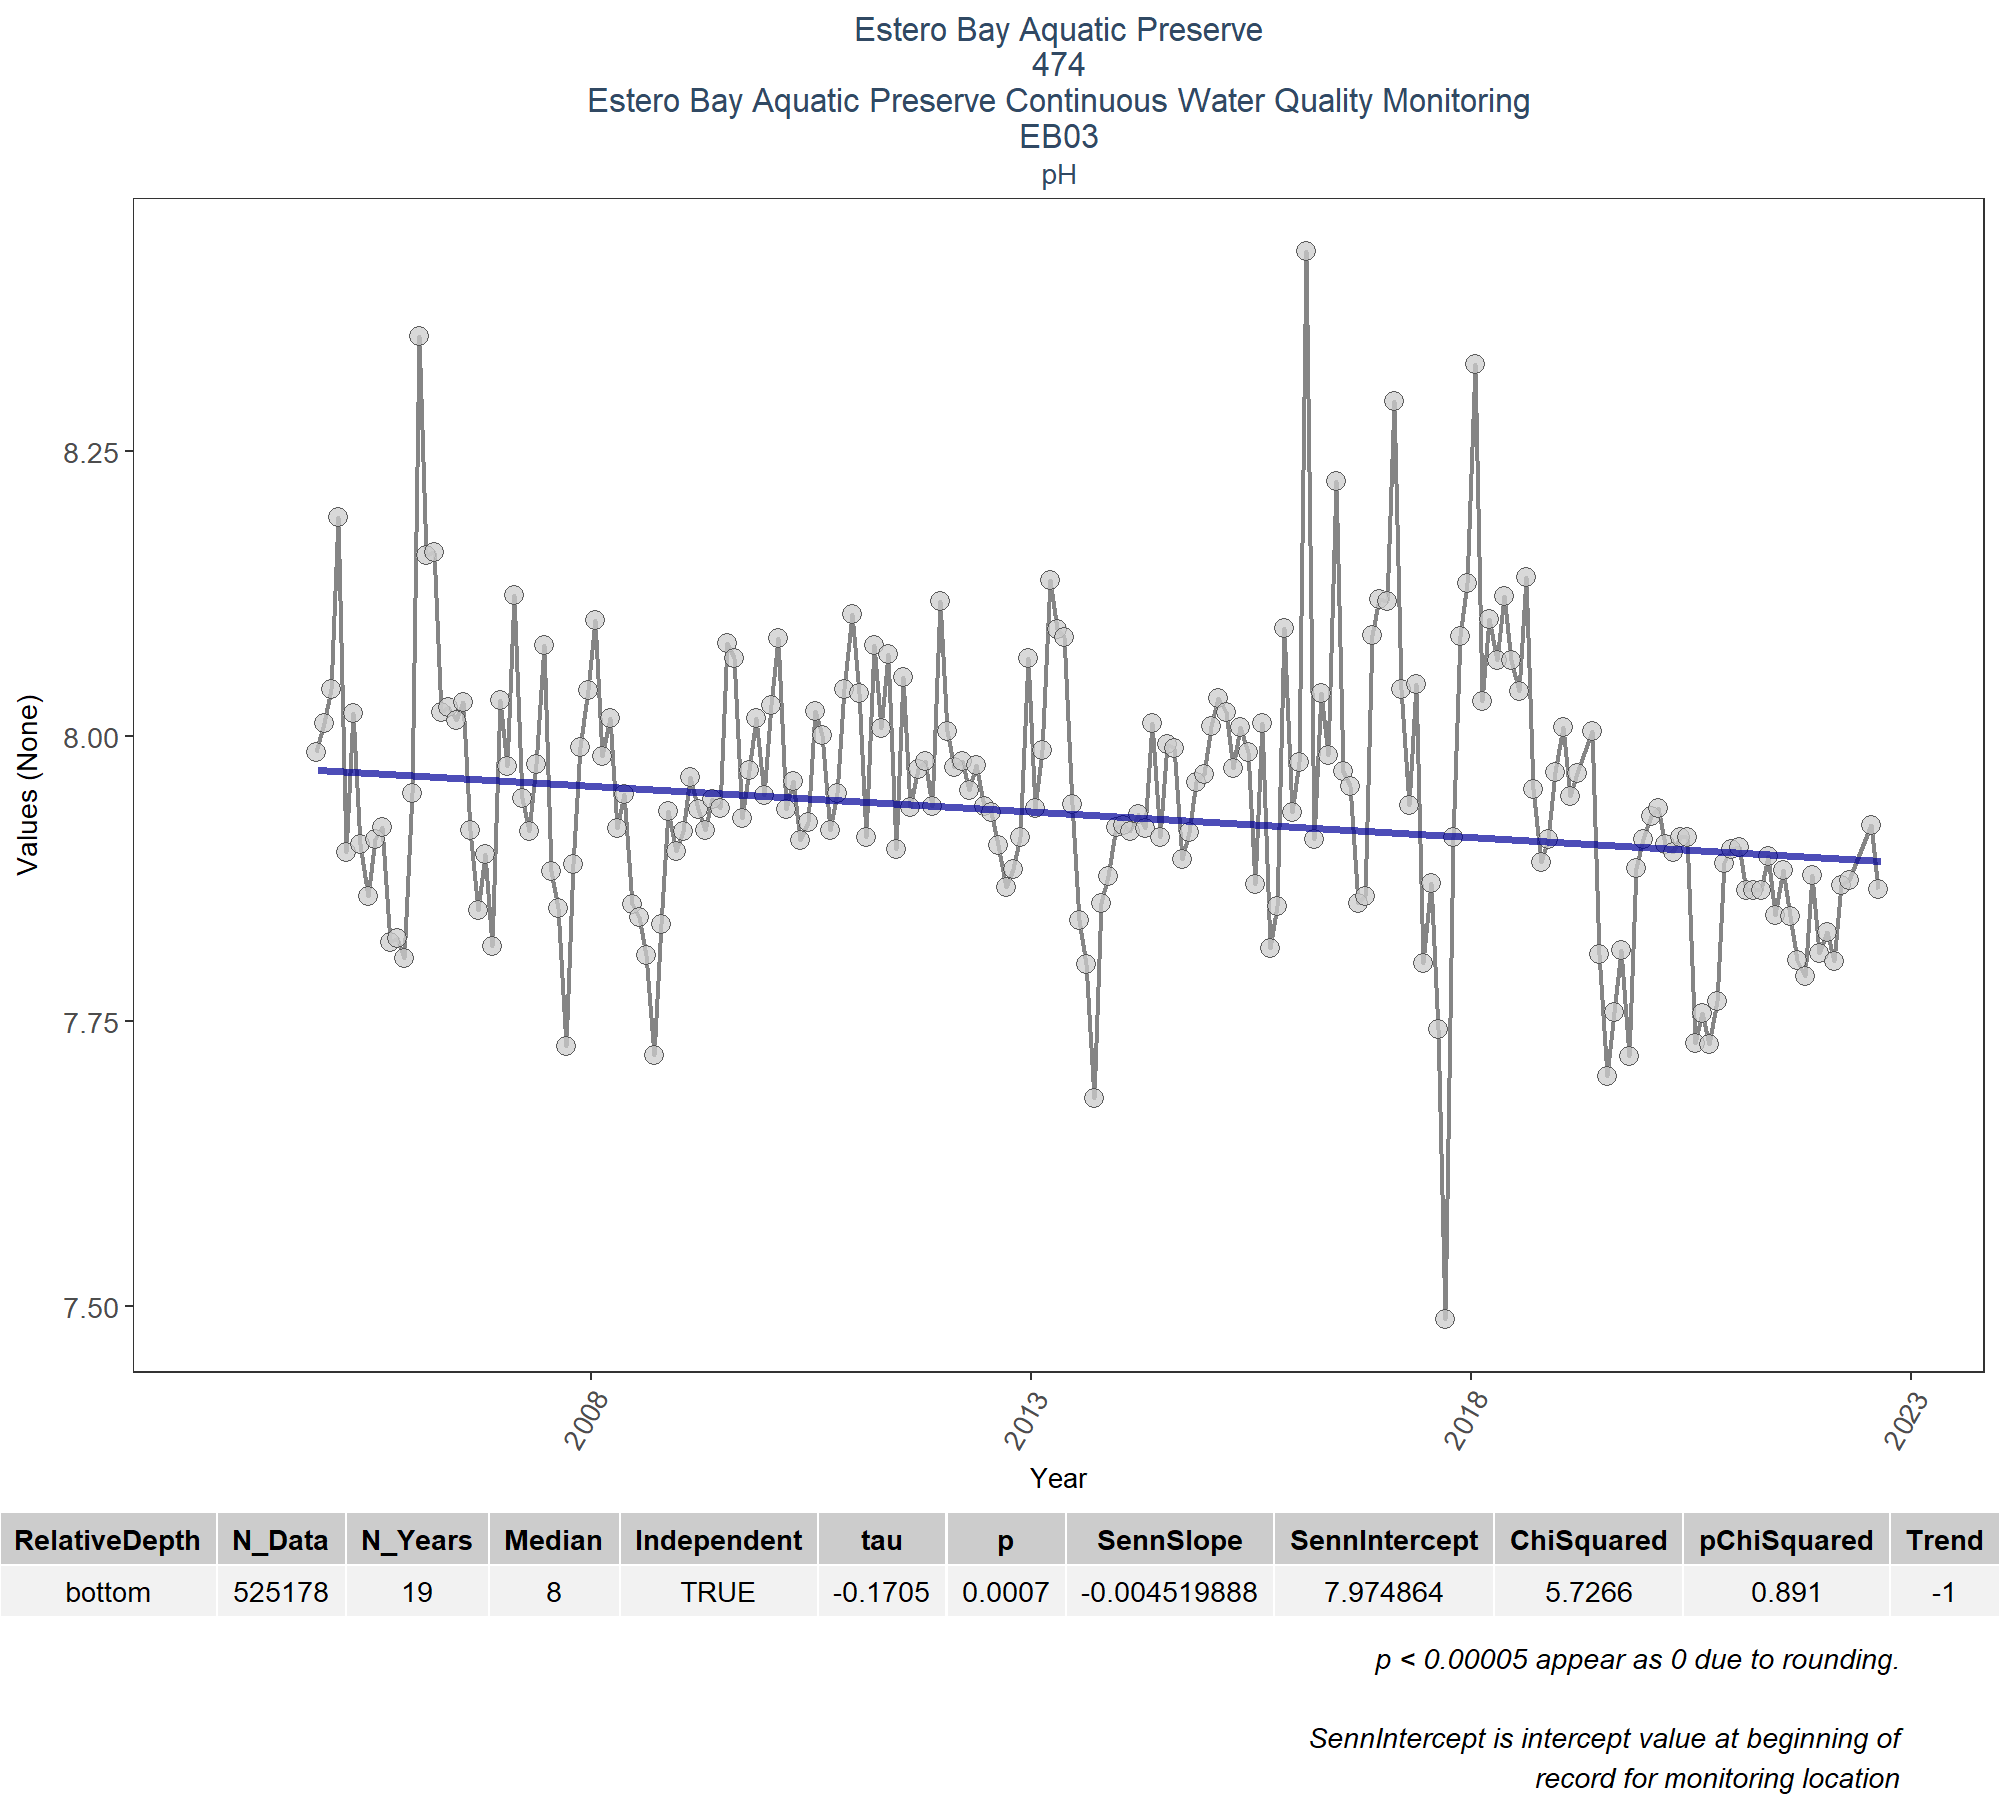 Estero Bay Aquatic Preserve
474
Estero Bay Aquatic Preserve Continuous Water Quality Monitoring
EB03
pH
Values (None)
8.25
8.00
7.75
7.50
2008 2013 2018 2023
Year
RelativeDepth N_Data N_Years Median Independent tau p SennSlope SennIntercept ChiSquared pChiSquared Trend
bottom 525178 19 8 TRUE -0.1705 0.0007 -0.004519888 7.974864 5.7266 0.891 -1
p < 0.00005 appear as 0 due to rounding.
SennIntercept is intercept value at beginning of
record for monitoring location